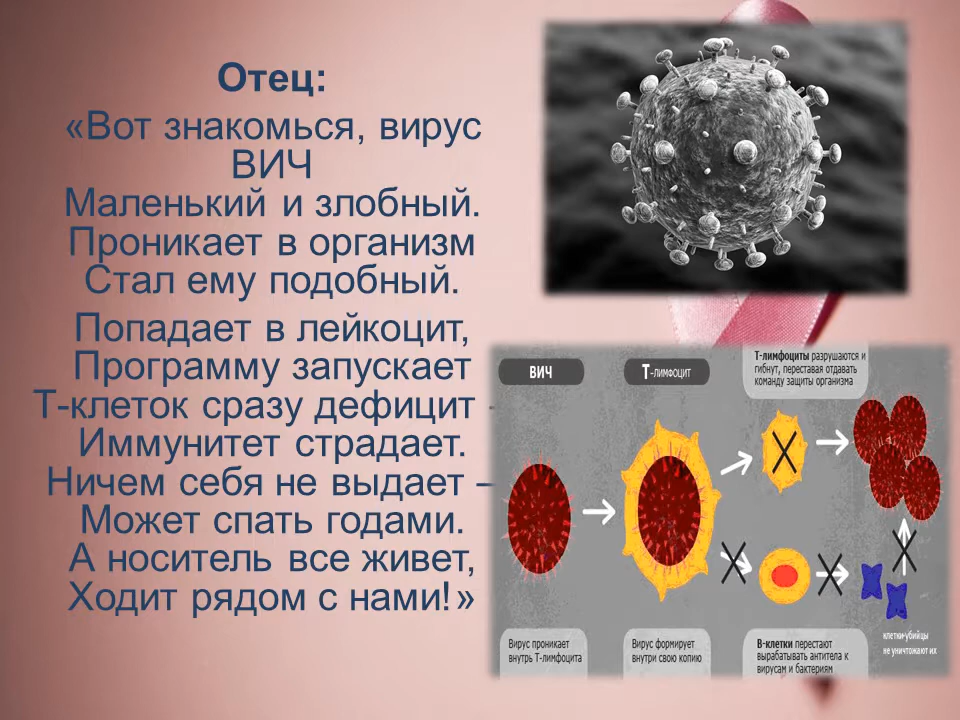 Отец:
«Вот знакомься, вирус
ВИЧ
Маленький и злобный.
Проникает в организм
Стал ему подобный.
Попадает в лейкоцит,
Программу запускает
Т-клеток сразу дефицит -
Иммунитет страдает.
Ничем себя не выдает –
Может спать годами.
А носитель все живет,
Ходит рядом с нами!»
ВИЧ
Т-лимфоцит
Т-лимфоциты разрушаются и
гибнут, переставая отдавать
команду защиты организма
Вирус проникает
внутрь Т-лимфоцита
Вирус формирует
внутри свою копию
В-клетки перестают
вырабатывать антитела к
вирусам и бактериям
клетки-убийцы
не уничтожают их